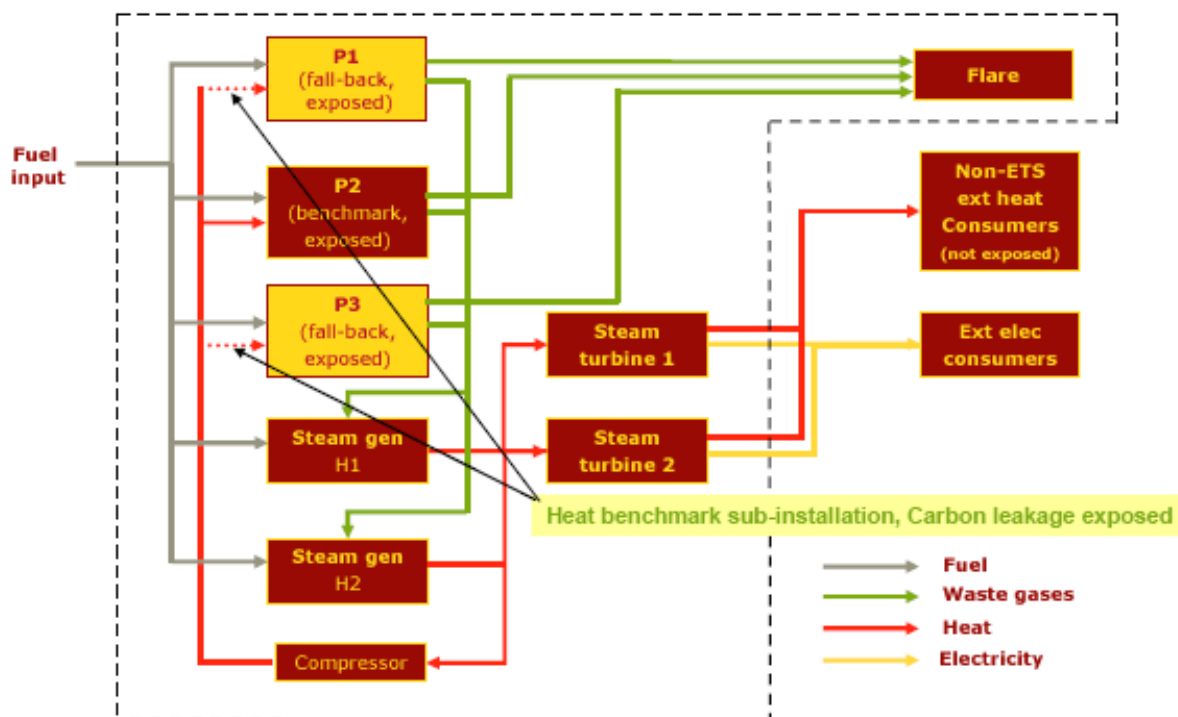 P1
(fall-back,
exposed)
Flare
Fuel
input
P2
(benchmark,
exposed)
Non-ETS
ext heat
Consumers
(not exposed)
P3
(fall-back,
exposed)
Steam
turbine 1
Ext elec
consumers
Steam gen
H1
Steam
turbine 2
Heat benchmark sub-installation, Carbon leakage exposed
Steam gen
H2
Compressor
Fuel
Waste gases
Heat
Electricity